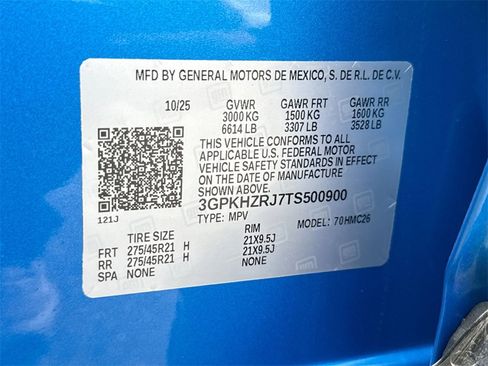 MFD BY GENERAL MOTORS DE MEXICO, S. DE R.L. DE C.V.
10/25 GVWR GAWR FRT GAWR RR
3000 KG 1500 KG 1600 KG
6614 LB 3307 LB 3528 LB
THIS VEHICLE CONFORMS TO ALL
APPLICABLE U.S. FEDERAL MOTOR
VEHICLE SAFETY STANDARDS IN EFFECT
ON THE DATE OF MANUFACTURE
SHOWN ABOVE.
3GPKHZRJ7TS500900
121J TYPE: MPV MODEL: 70HMC26
TIRE SIZE RIM
FRT 275/45R21 H 21X9.5J
RR 275/45R21 H 21X9.5J
SPA NONE NONE